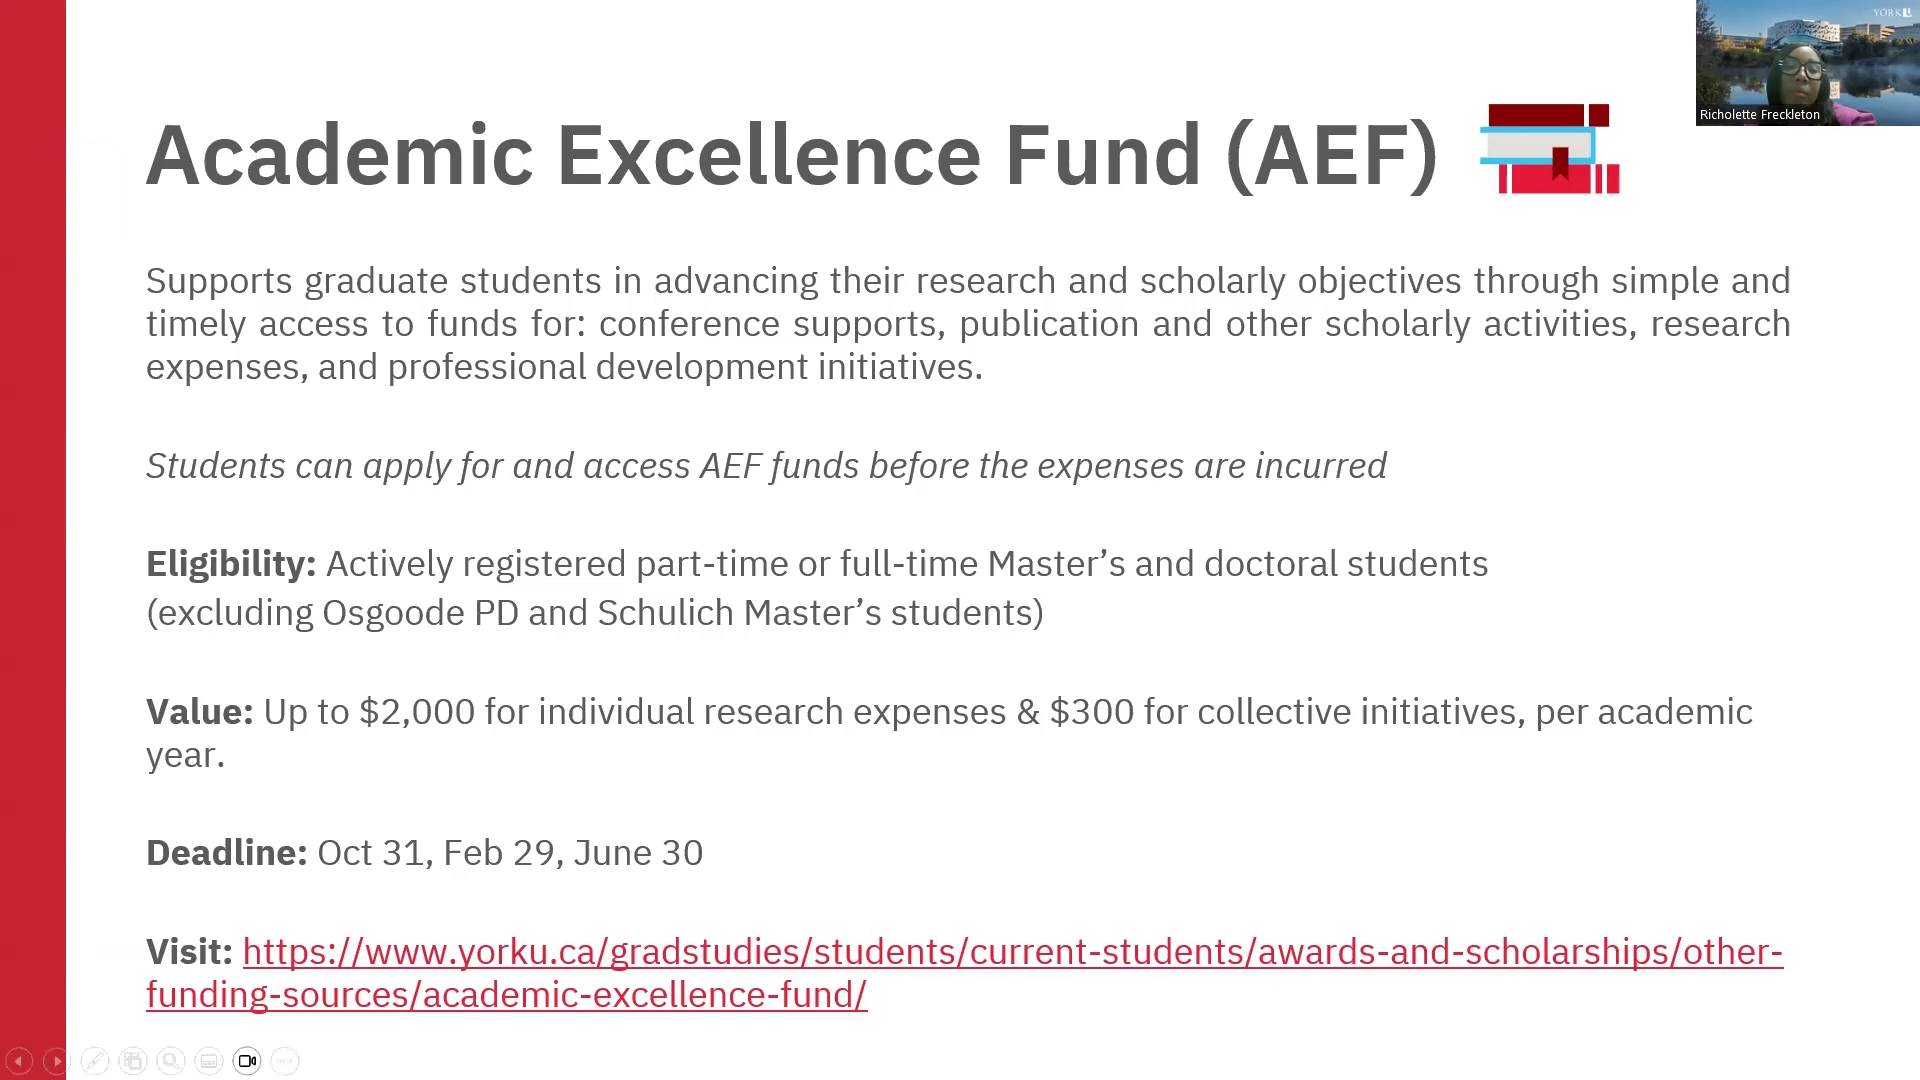 YORK U
Richolette Freckleton
Academic Excellence Fund (AEF)
Supports graduate students in advancing their research and scholarly objectives through simple and
timely access to funds for: conference supports, publication and other scholarly activities, research
expenses, and professional development initiatives.
Students can apply for and access AEF funds before the expenses are incurred
Eligibility: Actively registered part-time or full-time Master’s and doctoral students
(excluding Osgoode PD and Schulich Master’s students)
Value: Up to $2,000 for individual research expenses & $300 for collective initiatives, per academic
year.
Deadline: Oct 31, Feb 29, June 30
Visit: https://www.yorku.ca/gradstudies/students/current-students/awards-and-scholarships/other-
funding-sources/academic-excellence-fund/